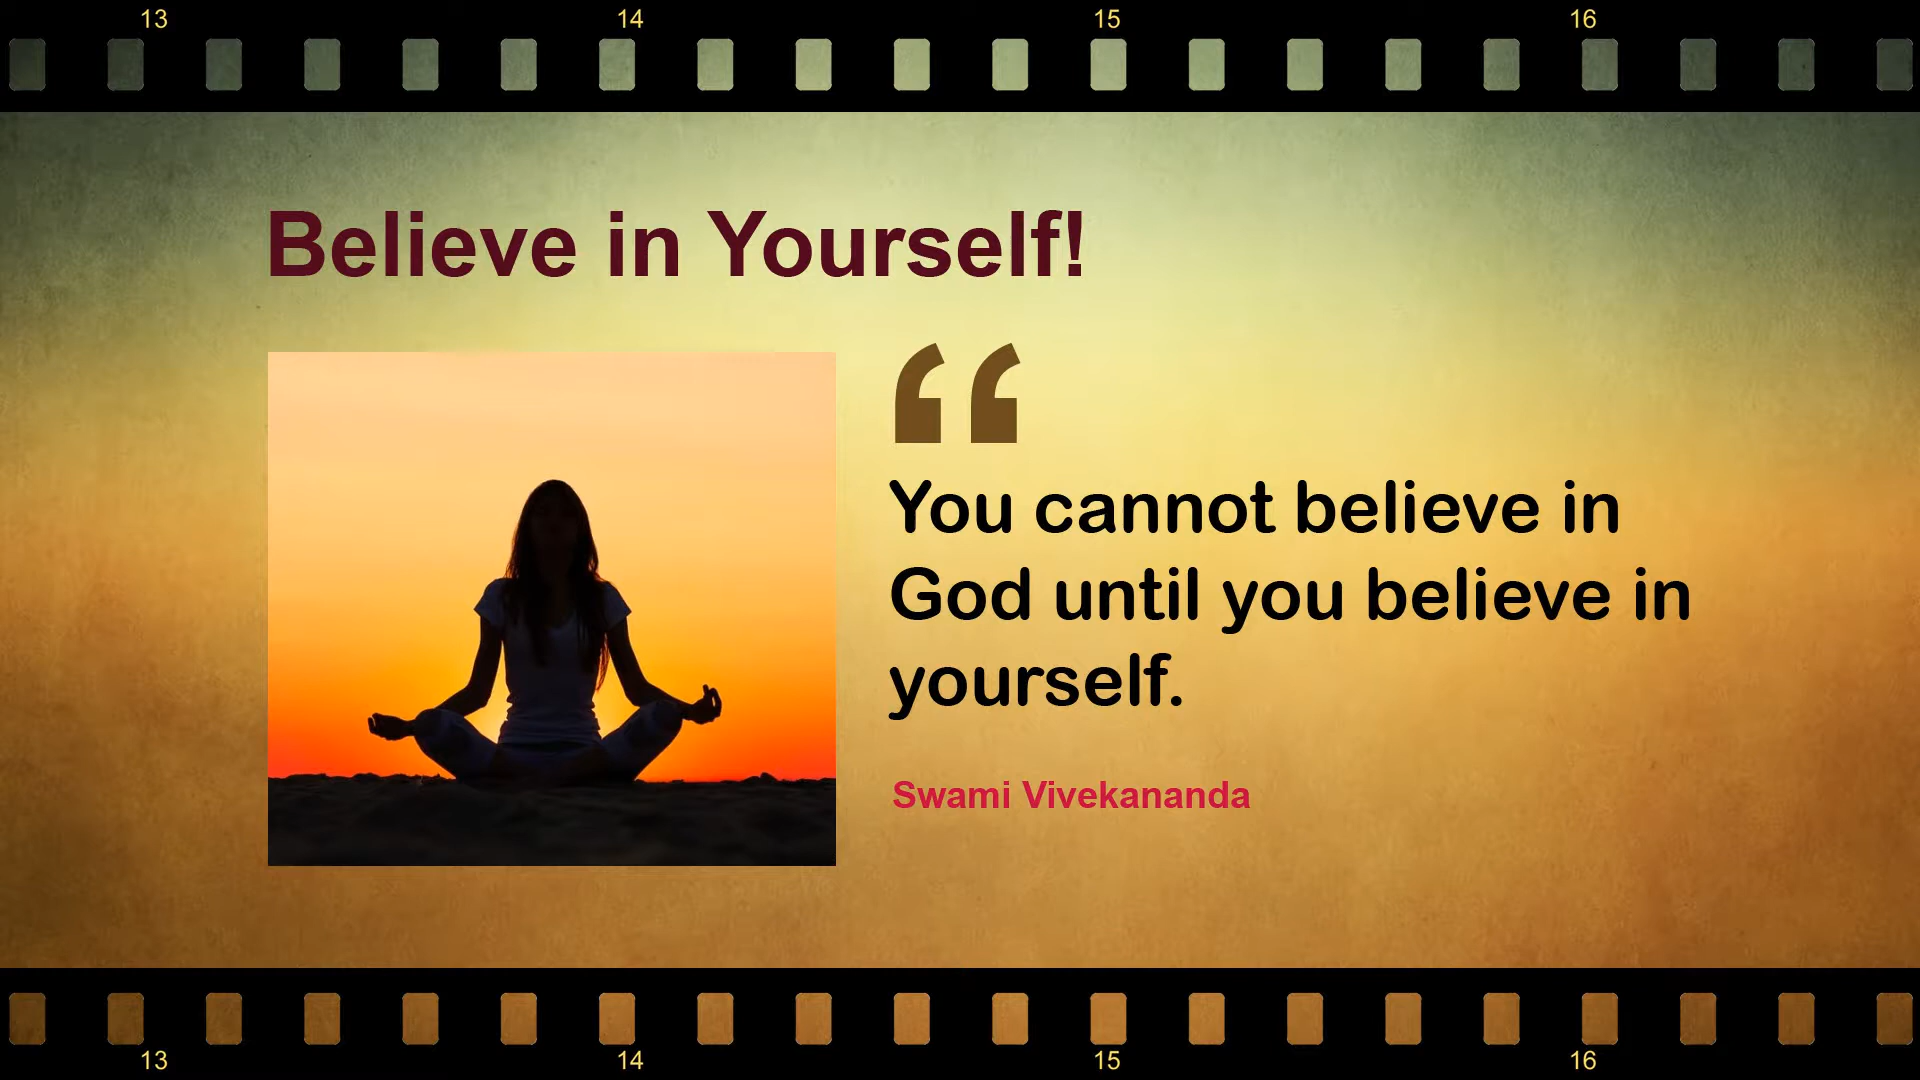 13 14 15 16
Believe in Yourself!
“
You cannot believe in
God until you believe in
yourself.
Swami Vivekananda
13 14 15 16